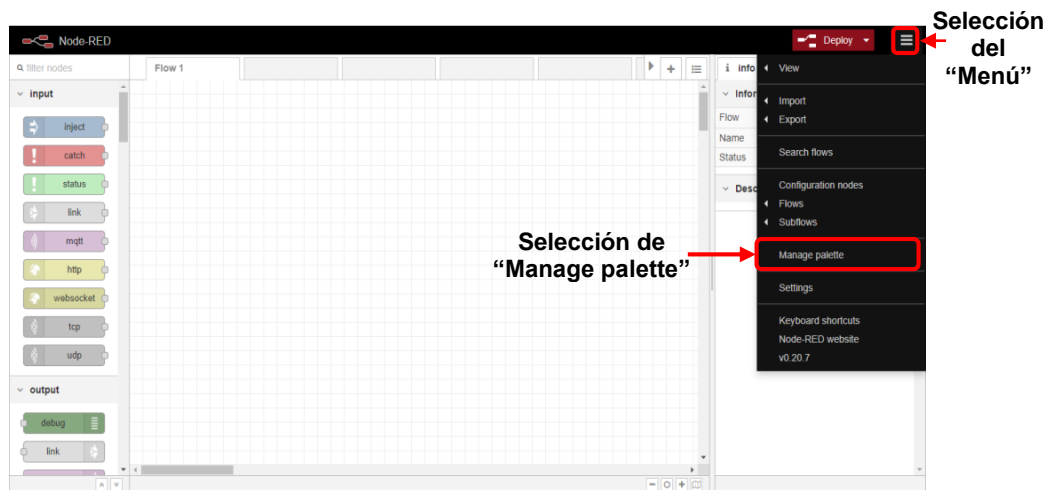 Selección
del
“Menú”
Node-RED
Deploy
filter nodes
Flow 1
i info
View
input
Infor
Import
Flow
Export
Name
Status
Search flows
inject
catch
status
link
mqtt
http
websocket
tcp
udp
Desc
Configuration nodes
Flows
Subflows
Selección de
“Manage palette”
Manage palette
Settings
Keyboard shortcuts
Node-RED website
v0.20.7
output
debug
link